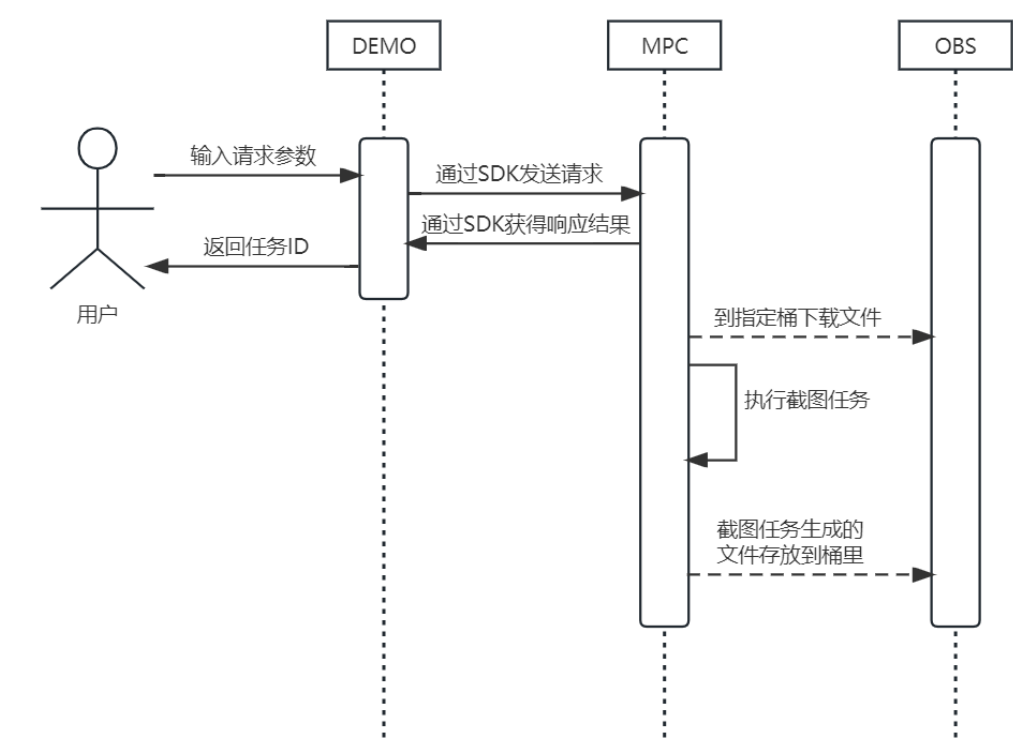 DEMO
MPC
OBS
输入请求参数
通过SDK发送请求
通过SDK获得响应结果
返回任务ID
用户
到指定桶下载文件
执行截图任务
截图任务生成的
文件存放到桶里